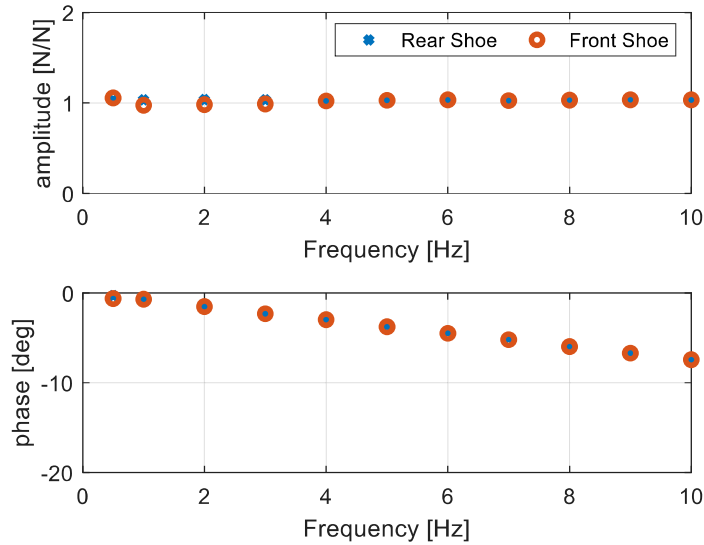 2
1
0
amplitude [N/N]
Rear Shoe
Front Shoe
0 2 4 6 8 10
Frequency [Hz]
0
-10
-20
phase [deg]
0 2 4 6 8 10
Frequency [Hz]